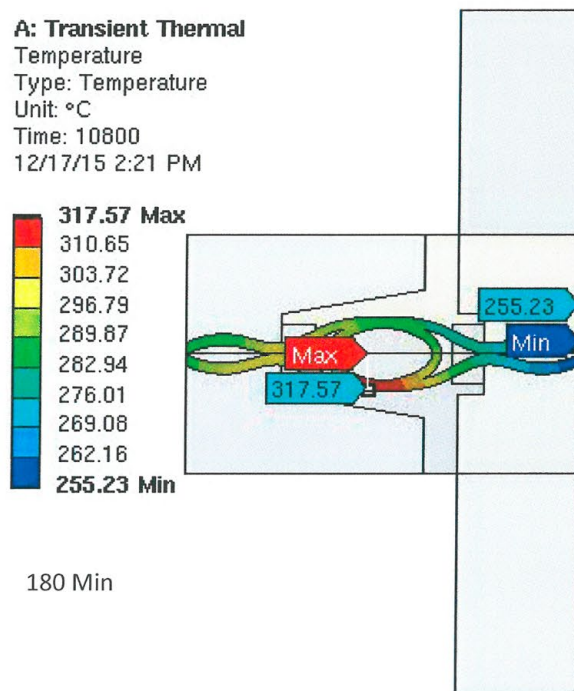 A: Transient Thermal
Temperature
Type: Temperature
Unit: °C
Time: 10800
12/17/15 2:21 PM
317.57 Max
310.65
303.72
296.79
289.87
282.94
276.01
269.08
262.16
255.23 Min
255.23
Min
Max
317.57
180 Min